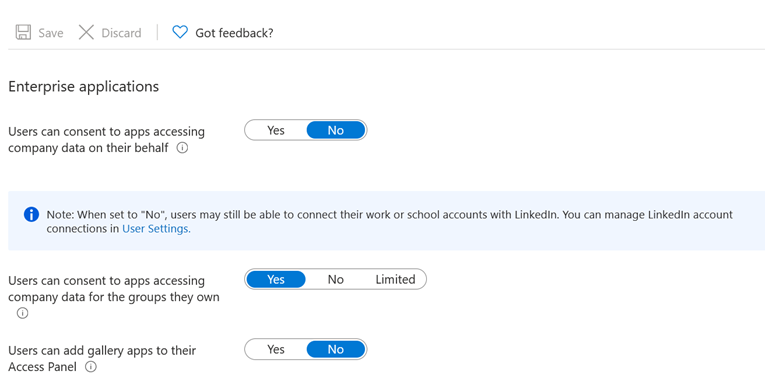 Save Discard Got feedback?
Enterprise applications
Users can consent to apps accessing
company data on their behalf
Yes No
Note: When set to "No", users may still be able to connect their work or school accounts with LinkedIn. You can manage LinkedIn account
connections in User Settings.
Users can consent to apps accessing
company data for the groups they own
Yes No Limited
Users can add gallery apps to their
Access Panel
Yes No